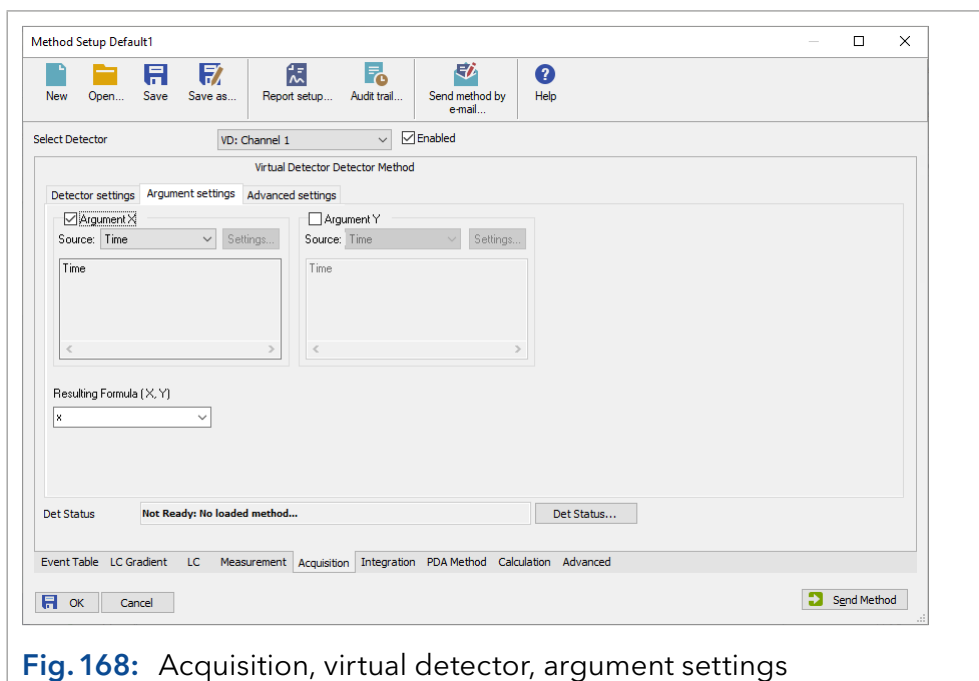 Method Setup Default1
New Open... Save Save as... Report setup... Audit trail... Send method by e-mail... Help
Select Detector VD: Channel 1 Enabled
Virtual Detector Detector Method
Detector settings Argument settings Advanced settings
Argument X Argument Y
Source: Time Settings... Source: Time Settings...
Time Time
Resulting Formula (X, Y)
x
Det Status Not Ready: No loaded method... Det Status...
Event Table LC Gradient LC Measurement Acquisition Integration PDA Method Calculation Advanced
OK Cancel Send Method
Fig. 168: Acquisition, virtual detector, argument settings